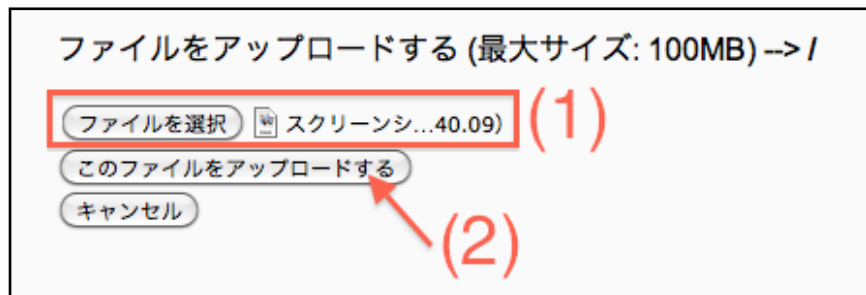 ファイルをアップロードする (最大サイズ: 100MB) --> /
ファイルを選択 スクリーンシ...40.09) (1)
このファイルをアップロードする
キャンセル
(2)